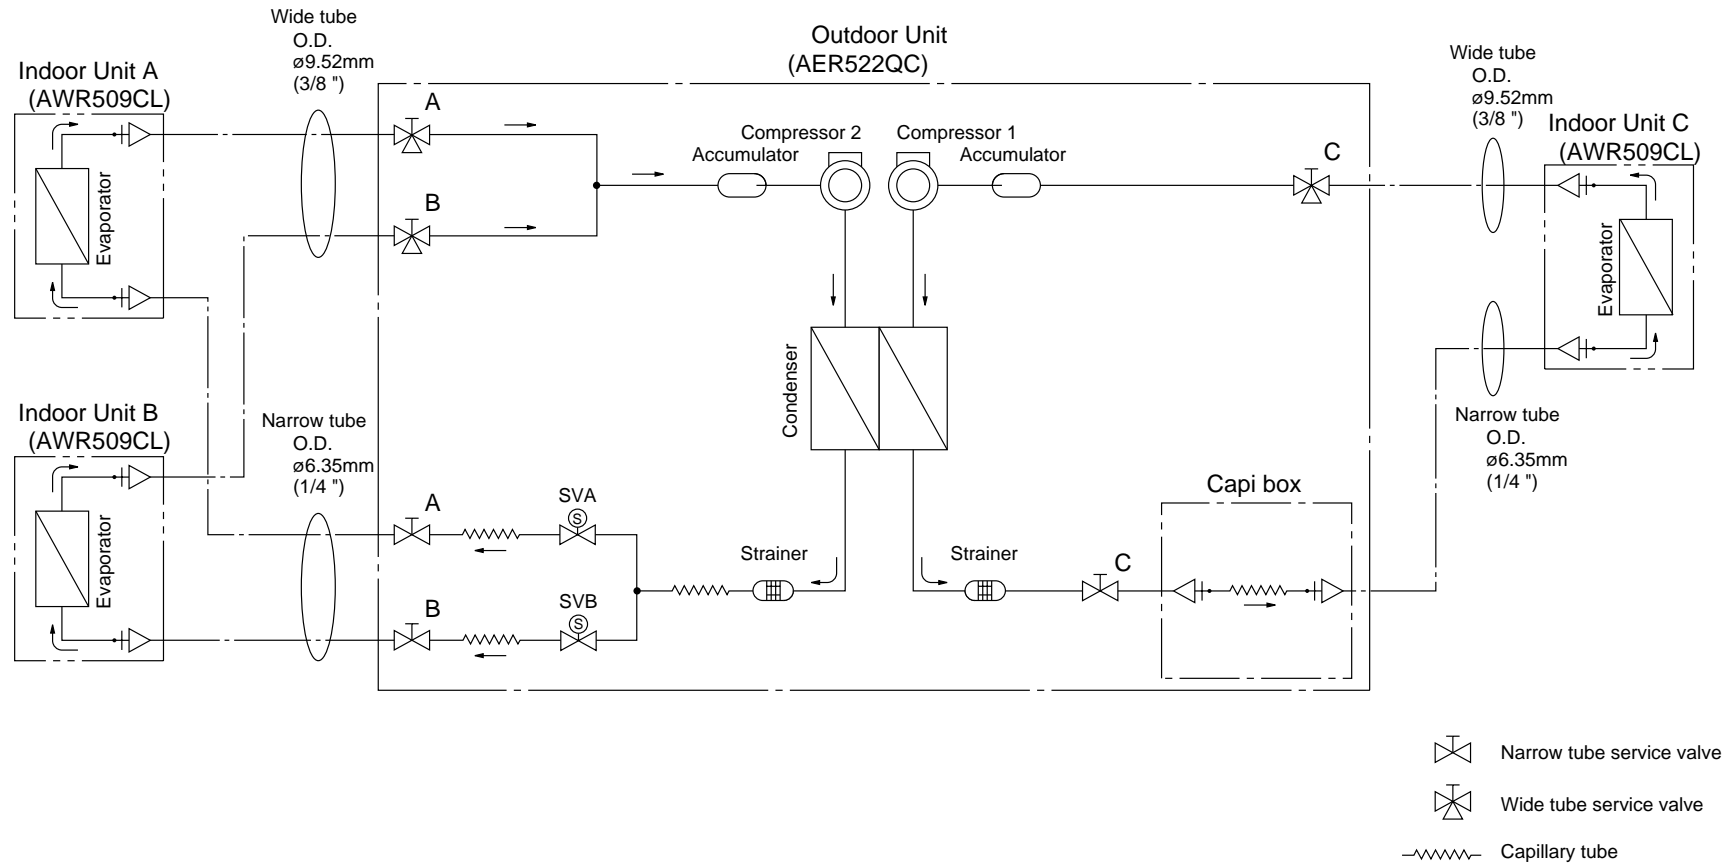 Wide tube
O.D.
ø9.52mm
(3/8 ")
Outdoor Unit
(AER522QC)
Wide tube
O.D.
ø9.52mm
(3/8 ")
Indoor Unit A
(AWR509CL)
Indoor Unit C
(AWR509CL)
A
Compressor 2
Compressor 1
Accumulator
Accumulator
C
B
Evaporator
Evaporator
Condenser
Indoor Unit B
(AWR509CL)
Narrow tube
O.D.
ø6.35mm
(1/4 ")
Narrow tube
O.D.
ø6.35mm
(1/4 ")
Evaporator
A
SVA
S
Capi box
Strainer
Strainer
C
B
SVB
S
Narrow tube service valve
Wide tube service valve
Capillary tube